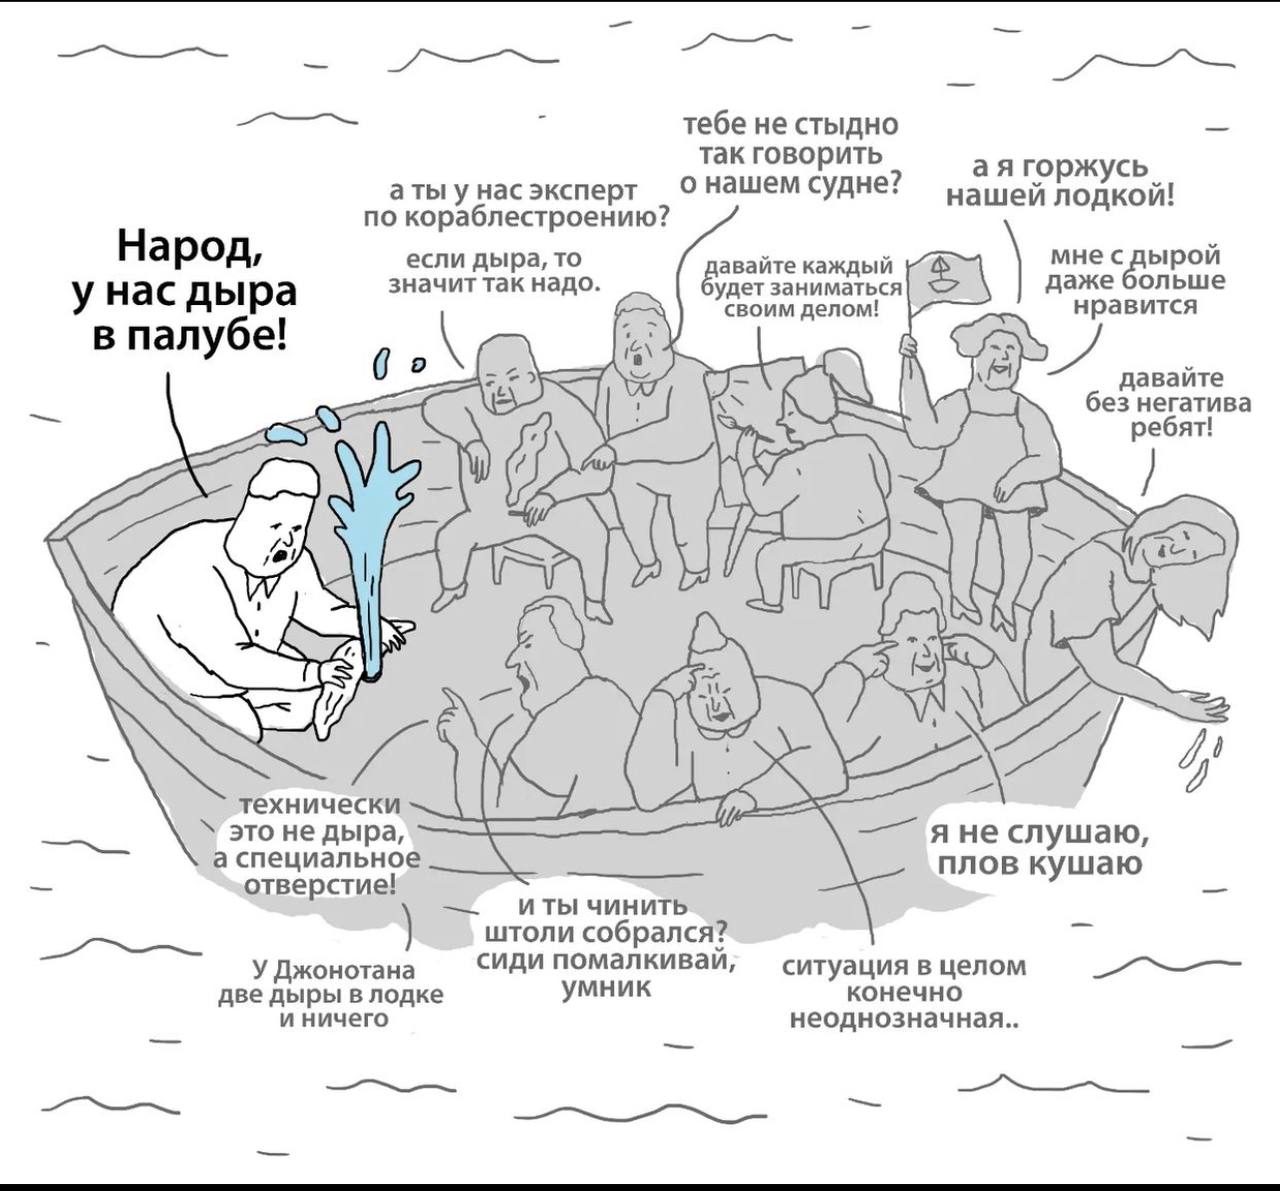 Народ,
у нас дыра
в палубе!
а ты у нас эксперт
по кораблестроению?
если дыра, то
значит так надо.
тебе не стыдно
так говорить
о нашем судне?
давайте каждый
будет заниматься
своим делом!
а я горжусь
нашей лодкой!
мне с дырой
даже больше
нравится
давайте
без негатива
ребят!
технически
это не дыра,
а специальное
отверстие!
У Джонотана
две дыры в лодке
и ничего
и ты чинить
штоли собрался?
сиди помалкивай,
умник
ситуация в целом
конечно
неоднозначная..
я не слушаю,
плов кушаю